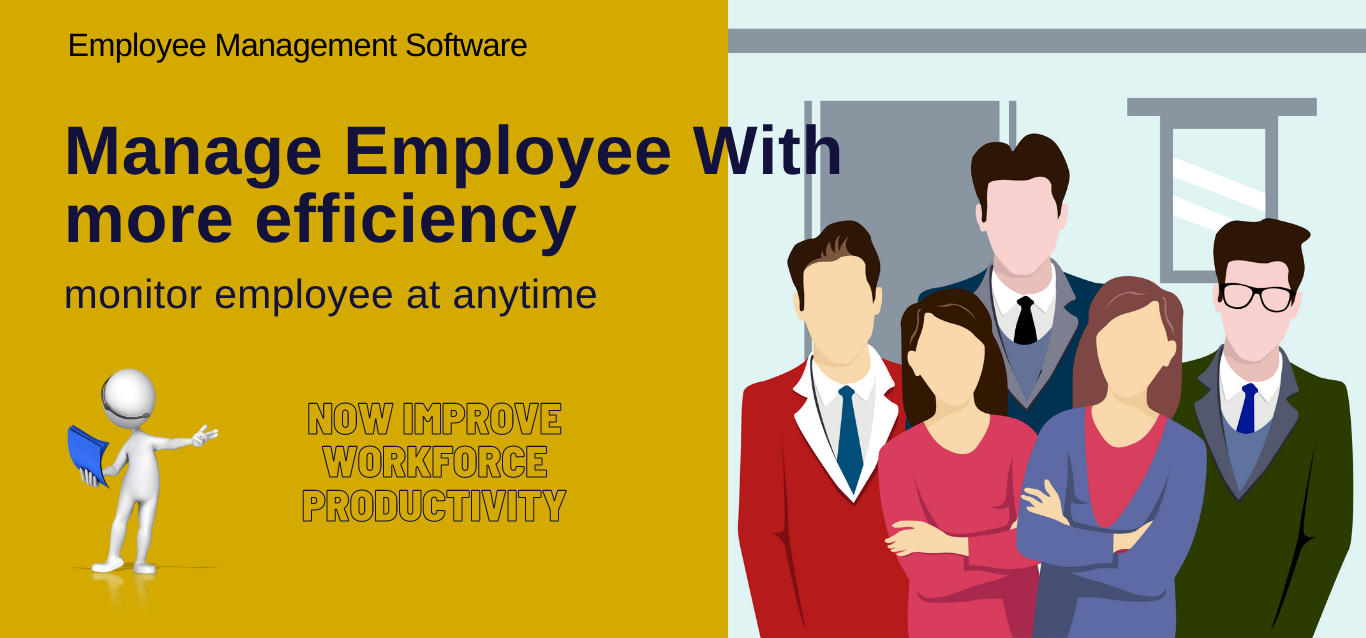 Employee Management Software
Manage Employee With
more efficiency
monitor employee at anytime
NOW IMPROVE
WORKFORCE
PRODUCTIVITY